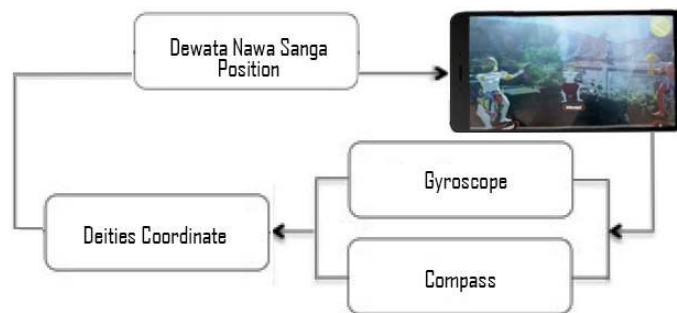 Dewata Nawa Sanga
Position
Gyroscope
Deities Coordinate
Compass